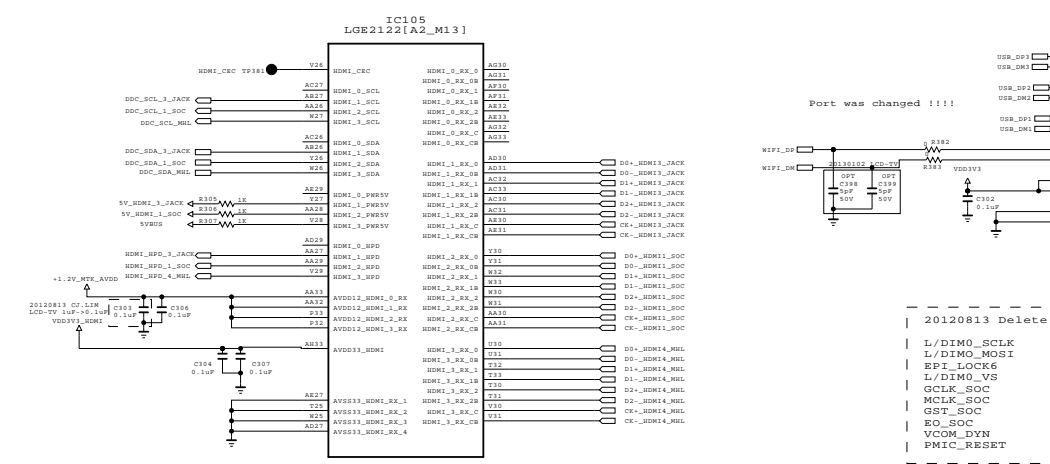 IC105
LGE2122[A2_M13]
HDMI_CEC TP381
V26
HDMI_CEC
AC27
HDMI_0_SCL
DDC_SCL_3_JACK
AB27
HDMI_1_SCL
DDC_SCL_1_SOC
AA26
HDMI_2_SCL
DDC_SCL_MHL
W27
HDMI_3_SCL
AC26
HDMI_0_SDA
DDC_SDA_3_JACK
AB26
HDMI_1_SDA
DDC_SDA_1_SOC
Y26
HDMI_2_SDA
DDC_SDA_MHL
W26
HDMI_3_SDA
AE29
HDMI_0_PWR5V
5V_HDMI_3_JACK
R305
1K
Y27
HDMI_1_PWR5V
5V_HDMI_1_SOC
R306
1K
AA28
HDMI_2_PWR5V
5VBUS
R307
1K
V28
HDMI_3_PWR5V
AD29
HDMI_0_HPD
HDMI_HPD_3_JACK
AA27
HDMI_1_HPD
HDMI_HPD_1_SOC
AA29
HDMI_2_HPD
HDMI_HPD_4_MHL
V29
HDMI_3_HPD
+1.2V_MTK_AVDD
AA33
AVDD12_HDMI_0_RX
AA32
AVDD12_HDMI_1_RX
P33
AVDD12_HDMI_2_RX
P32
AVDD12_HDMI_3_RX
20120813 CJ.LIM
LCD-TV 1uF->0.1uF
C303
0.1uF
C306
0.1uF
VDD3V3_HDMI
AH33
AVDD33_HDMI
C304
0.1uF
C307
0.1uF
AE27
AVSS33_HDMI_RX_1
T25
AVSS33_HDMI_RX_2
W25
AVSS33_HDMI_RX_3
AD27
AVSS33_HDMI_RX_4
HDMI_0_RX_0
AG30
HDMI_0_RX_0B
AG31
HDMI_0_RX_1
AF30
HDMI_0_RX_1B
AF31
HDMI_0_RX_2
AE32
HDMI_0_RX_2B
AE33
HDMI_0_RX_C
AG32
HDMI_0_RX_CB
AG33
HDMI_1_RX_0
AD30
D0+_HDMI3_JACK
HDMI_1_RX_0B
AD31
D0-_HDMI3_JACK
HDMI_1_RX_1
AC32
D1+_HDMI3_JACK
HDMI_1_RX_1B
AC33
D1-_HDMI3_JACK
HDMI_1_RX_2
AC30
D2+_HDMI3_JACK
HDMI_1_RX_2B
AC31
D2-_HDMI3_JACK
HDMI_1_RX_C
AE30
CK+_HDMI3_JACK
HDMI_1_RX_CB
AE31
CK-_HDMI3_JACK
HDMI_2_RX_0
Y30
D0+_HDMI1_SOC
HDMI_2_RX_0B
Y31
D0-_HDMI1_SOC
HDMI_2_RX_1
W32
D1+_HDMI1_SOC
HDMI_2_RX_1B
W33
D1-_HDMI1_SOC
HDMI_2_RX_2
W30
D2+_HDMI1_SOC
HDMI_2_RX_2B
W31
D2-_HDMI1_SOC
HDMI_2_RX_C
AA30
CK+_HDMI1_SOC
HDMI_2_RX_CB
AA31
CK-_HDMI1_SOC
HDMI_3_RX_0
U30
D0+_HDMI4_MHL
HDMI_3_RX_0B
U31
D0-_HDMI4_MHL
HDMI_3_RX_1
T32
D1+_HDMI4_MHL
HDMI_3_RX_1B
T33
D1-_HDMI4_MHL
HDMI_3_RX_2
T30
D2+_HDMI4_MHL
HDMI_3_RX_2B
T31
D2-_HDMI4_MHL
HDMI_3_RX_C
V30
CK+_HDMI4_MHL
HDMI_3_RX_CB
V31
CK-_HDMI4_MHL
USB_DP3
USB_DM3
USB_DP2
USB_DM2
USB_DP1
USB_DM1
Port was changed !!!!
WIFI_DP
R382
WIFI_DM
R383
20130102 LCD-TV
OPT
C398
5pF
50V
OPT
C399
5pF
50V
VDD3V3
C302
0.1uF
20120813 Delete
L/DIM0_SCLK
L/DIM0_MOSI
EPI_LOCK6
L/DIM0_VS
GCLK_SOC
MCLK_SOC
GST_SOC
EO_SOC
VCOM_DYN
PMIC_RESET